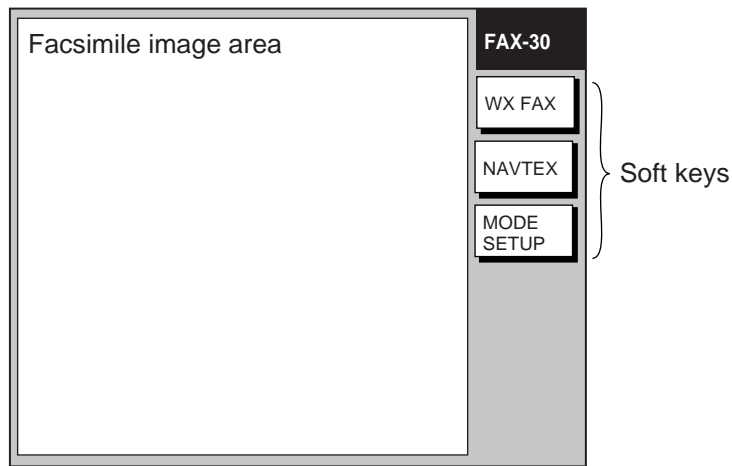 Facsimile image area
FAX-30
WX FAX
NAVTEX
MODE
SETUP
Soft keys